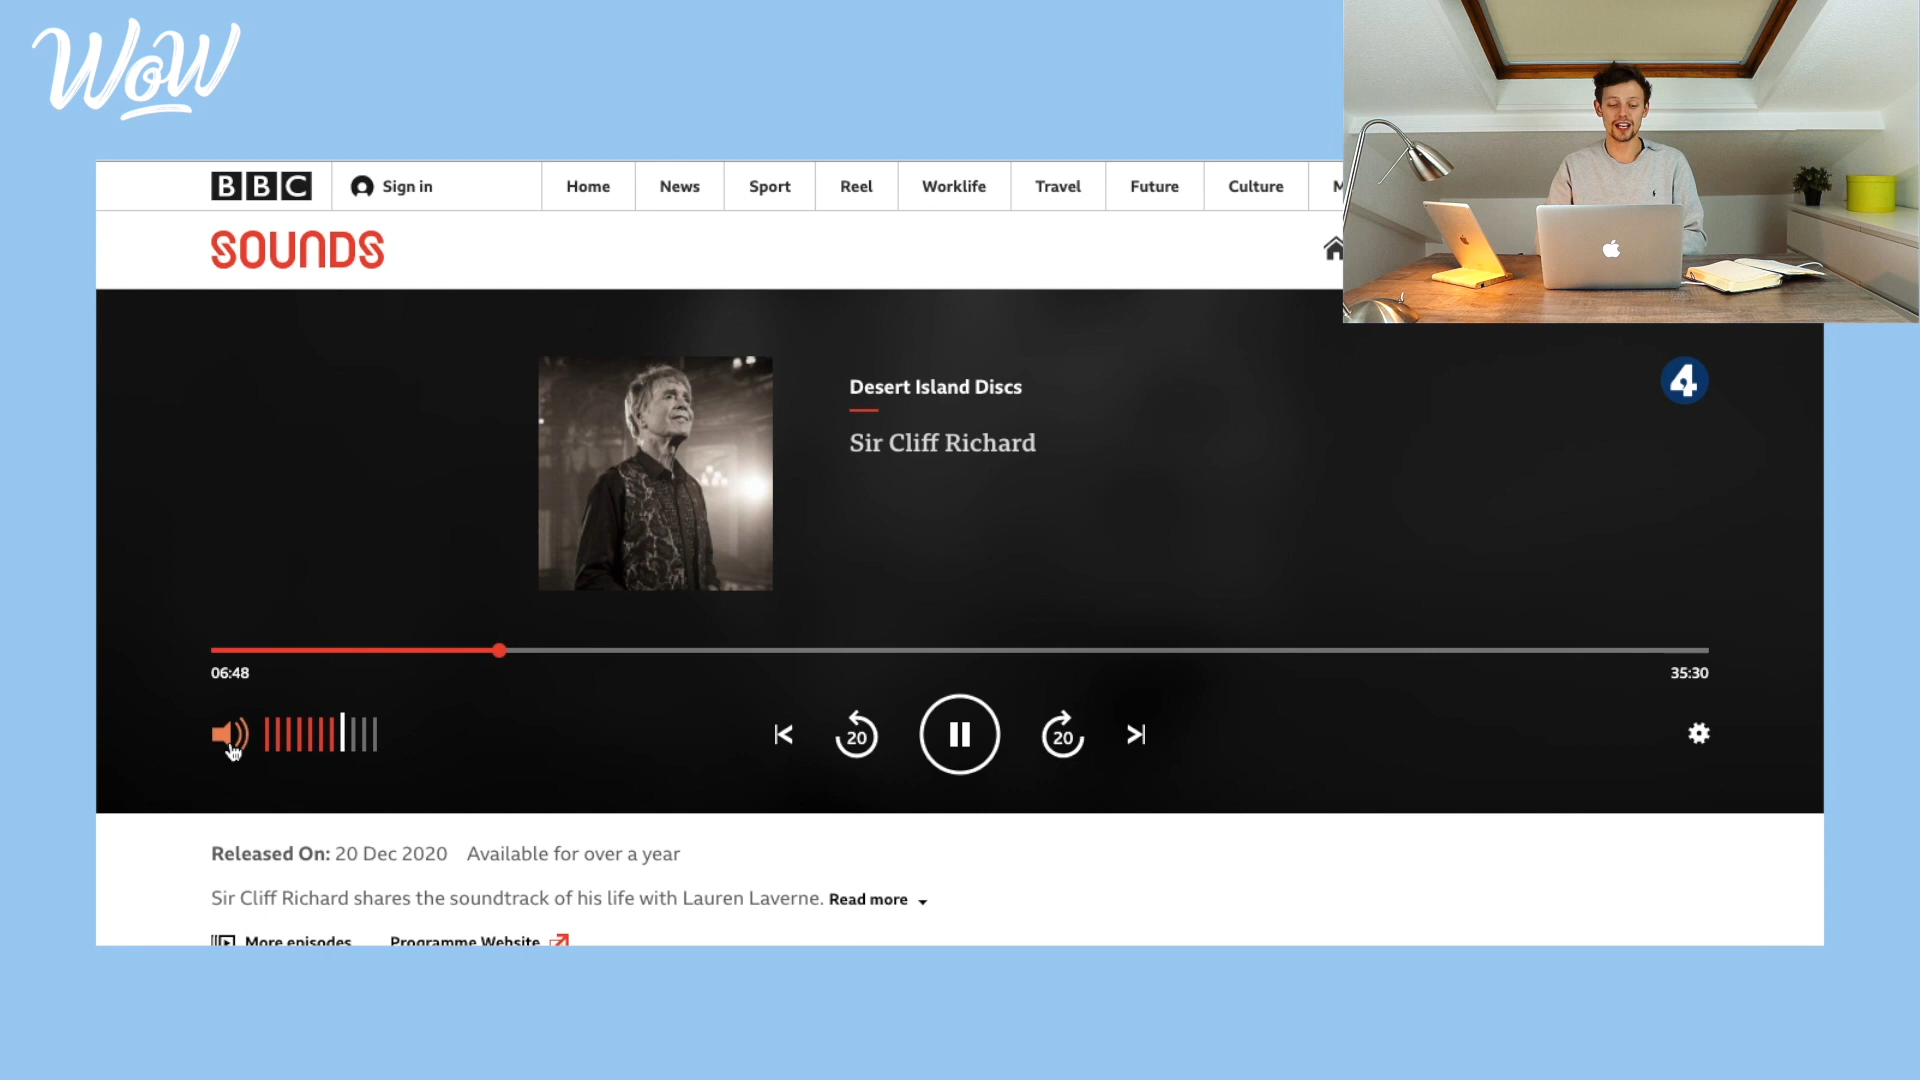 WoW
BBC
Sign in
Home
News
Sport
Reel
Worklife
Travel
Future
Culture
M
SOUNDS
Desert Island Discs
Sir Cliff Richard
4
06:48
35:30
20
20
Released On: 20 Dec 2020 Available for over a year
Sir Cliff Richard shares the soundtrack of his life with Lauren Laverne. Read more
More episodes
Programme Website